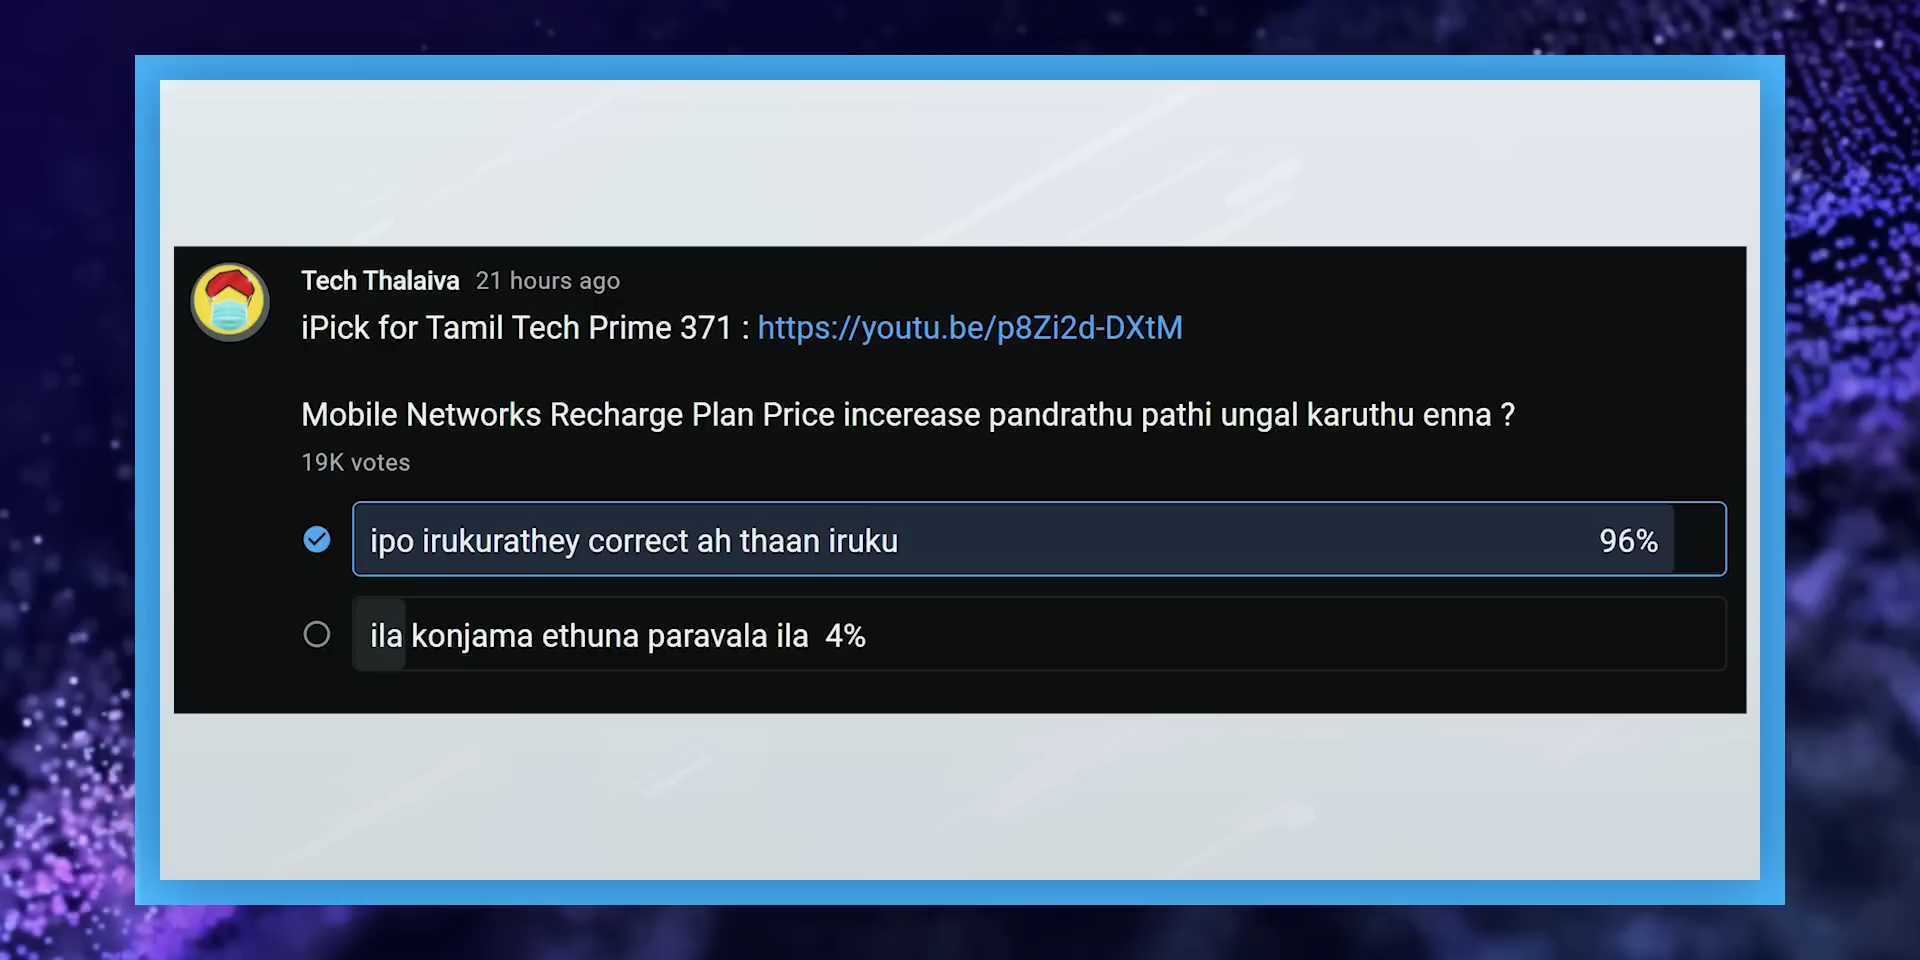 Tech Thalaiva 21 hours ago
iPick for Tamil Tech Prime 371 : https://youtu.be/p8Zi2d-DXtM
Mobile Networks Recharge Plan Price incerease pandrathu pathi ungal karuthu enna ?
19K votes
ipo irukurathey correct ah thaan iruku 96%
ila konjama ethuna paravala ila 4%